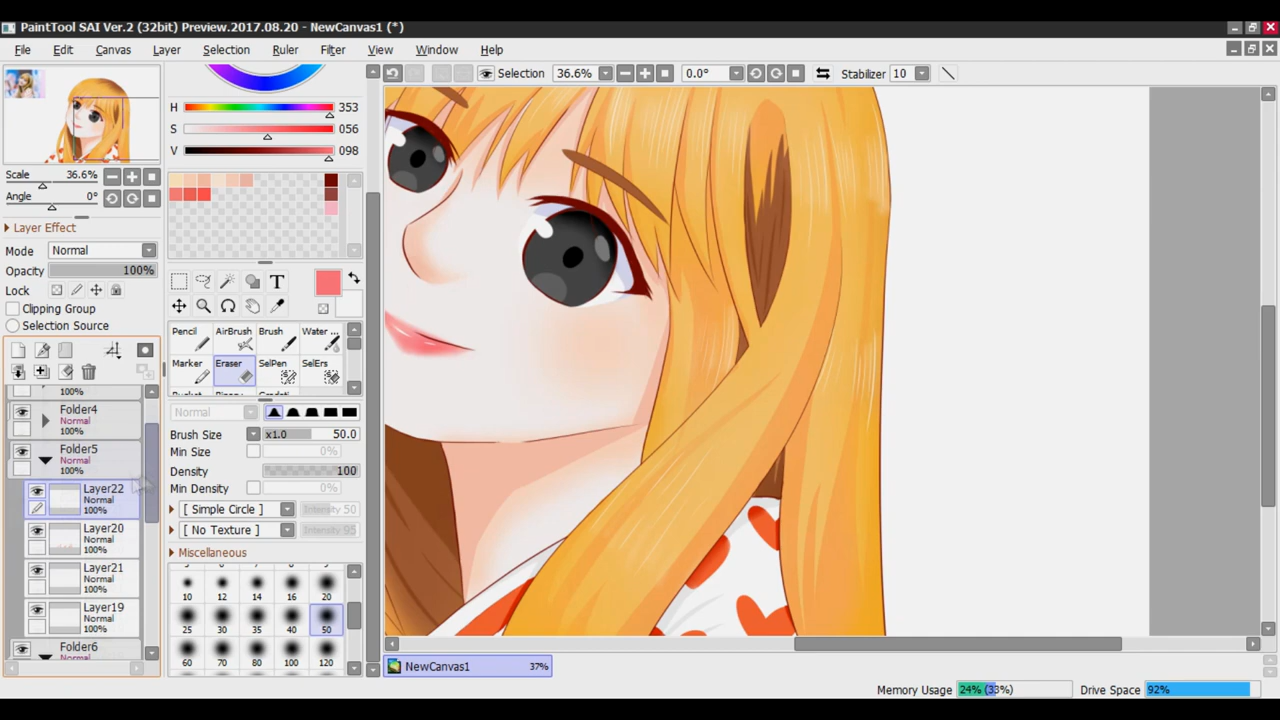 PaintTool SAI Ver.2 (32bit) Preview.2017.08.20 - NewCanvas1 (*)
File Edit Canvas Layer Selection Ruler Filter View Window Help
Selection 36.6% 0.0° Stabilizer 10
H 353
S 056
V 098
Scale 36.6%
Angle 0°
Layer Effect
Mode Normal
Opacity 100%
Lock
Clipping Group
Selection Source
T
Pencil AirBrush Brush Water ...
Marker Eraser SelPen SelErs
Normal
Brush Size x1.0 50.0
Min Size 0%
Density 100
Min Density 0%
[ Simple Circle ] Intensity 50
[ No Texture ] Intensity 95
Miscellaneous
10 12 14 16 20
25 30 35 40 50
60 70 80 100 120
100%
Folder4
Normal
100%
Folder5
Normal
100%
Layer22
Normal
100%
Layer20
Normal
100%
Layer21
Normal
100%
Layer19
Normal
100%
Folder6
Normal
NewCanvas1 37%
Memory Usage 24% (33%) Drive Space 92%